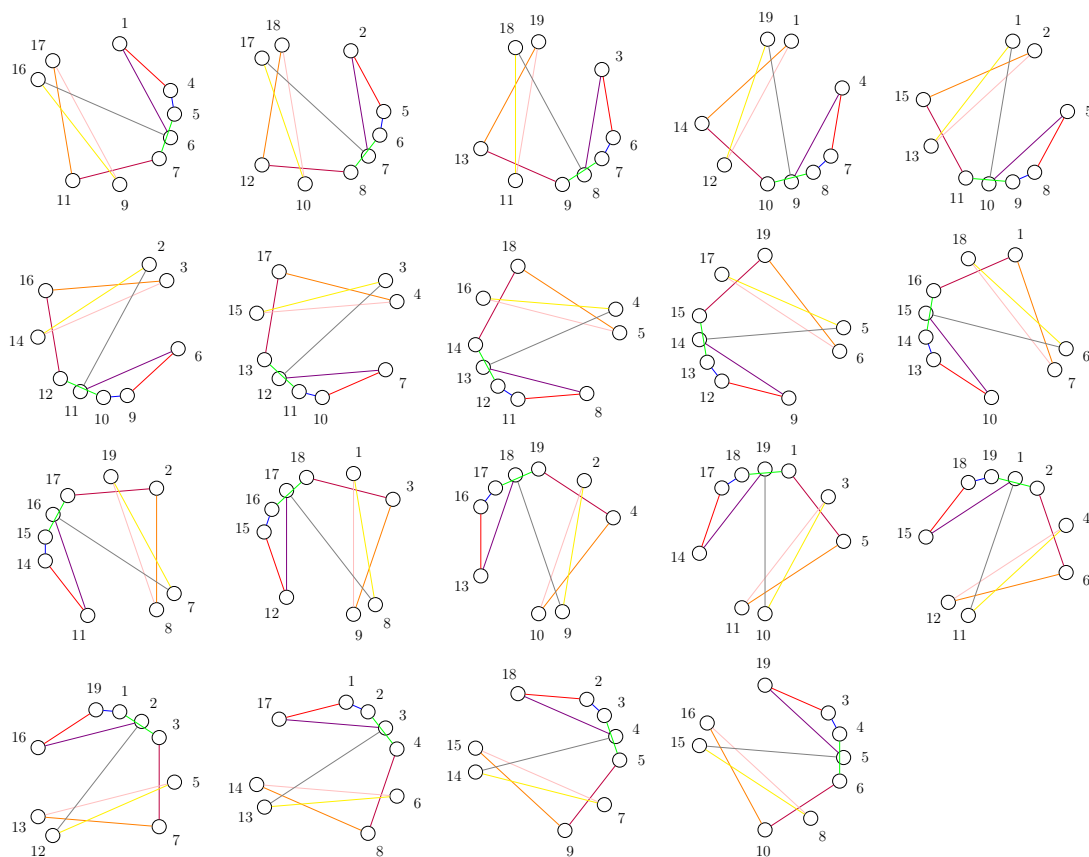 1 17 16 4 5 6 7 11 9
18 17 2 5 6 7 8 12 10
19 18 3 6 7 8 9 13 11
19 1 4 7 8 9 10 14 12
1 2 15 5 13 8 9 10 11
2 3 16 14 6 12 11 10 9
17 3 4 15 7 13 12 11 10
18 16 4 5 14 13 8 12 11
19 17 5 15 14 6 13 12 9
1 18 16 15 6 14 7 13 10
19 2 17 16 15 14 7 8 11
1 18 17 3 16 15 12 8 9
19 18 2 17 16 4 13 9 10
19 1 18 17 3 5 14 11 10
1 19 2 18 4 15 6 12 11
19 1 2 3 16 5 13 7 12
1 2 17 3 4 14 6 13 8
18 2 3 4 15 5 14 7 9
19 3 16 4 15 5 6 8 10